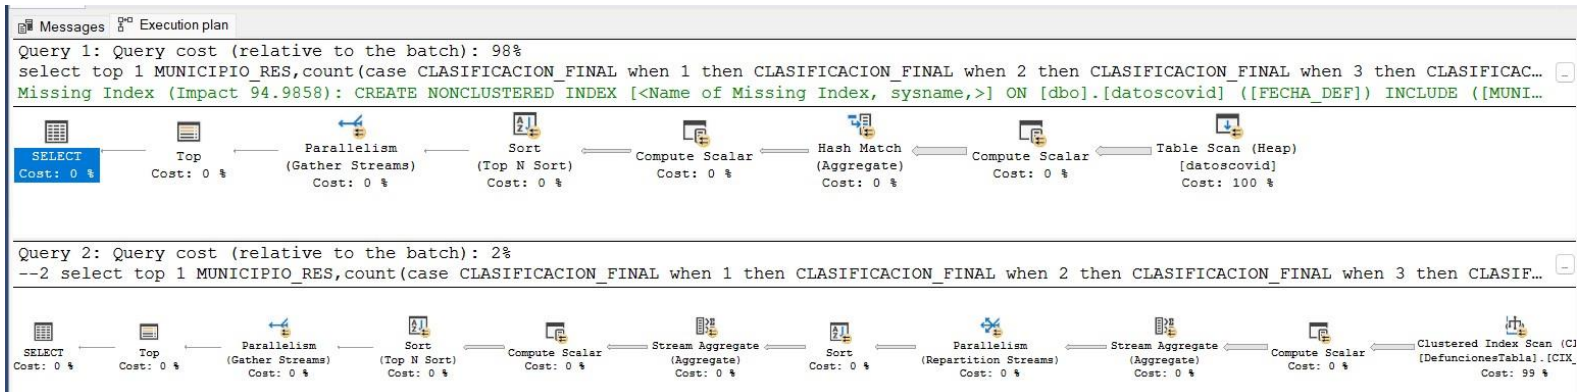 Messages Execution plan
Query 1: Query cost (relative to the batch): 98%
select top 1 MUNICIPIO_RES,count(case CLASIFICACION_FINAL when 1 then CLASIFICACION_FINAL when 2 then CLASIFICACION_FINAL when 3 then CLASIFICAC…
Missing Index (Impact 94.9858): CREATE NONCLUSTERED INDEX [<Name of Missing Index, sysname,>] ON [dbo].[datoscovid] ([FECHA_DEF]) INCLUDE ([MUNI…
SELECT
Cost: 0 %
Top
Cost: 0 %
Parallelism
(Gather Streams)
Cost: 0 %
Sort
(Top N Sort)
Cost: 0 %
Compute Scalar
Cost: 0 %
Hash Match
(Aggregate)
Cost: 0 %
Compute Scalar
Cost: 0 %
Table Scan (Heap)
[datoscovid]
Cost: 100 %
Query 2: Query cost (relative to the batch): 2%
--2 select top 1 MUNICIPIO_RES,count(case CLASIFICACION_FINAL when 1 then CLASIFICACION_FINAL when 2 then CLASIFICACION_FINAL when 3 then CLASIF…
SELECT
Cost: 0 %
Top
Cost: 0 %
Parallelism
(Gather Streams)
Cost: 0 %
Sort
(Top N Sort)
Cost: 0 %
Compute Scalar
Cost: 0 %
Stream Aggregate
(Aggregate)
Cost: 0 %
Sort
Cost: 0 %
Parallelism
(Repartition Streams)
Cost: 0 %
Stream Aggregate
(Aggregate)
Cost: 0 %
Compute Scalar
Cost: 0 %
Clustered Index Scan (Cl
[DefuncionesTabla].[CIX_
Cost: 99 %